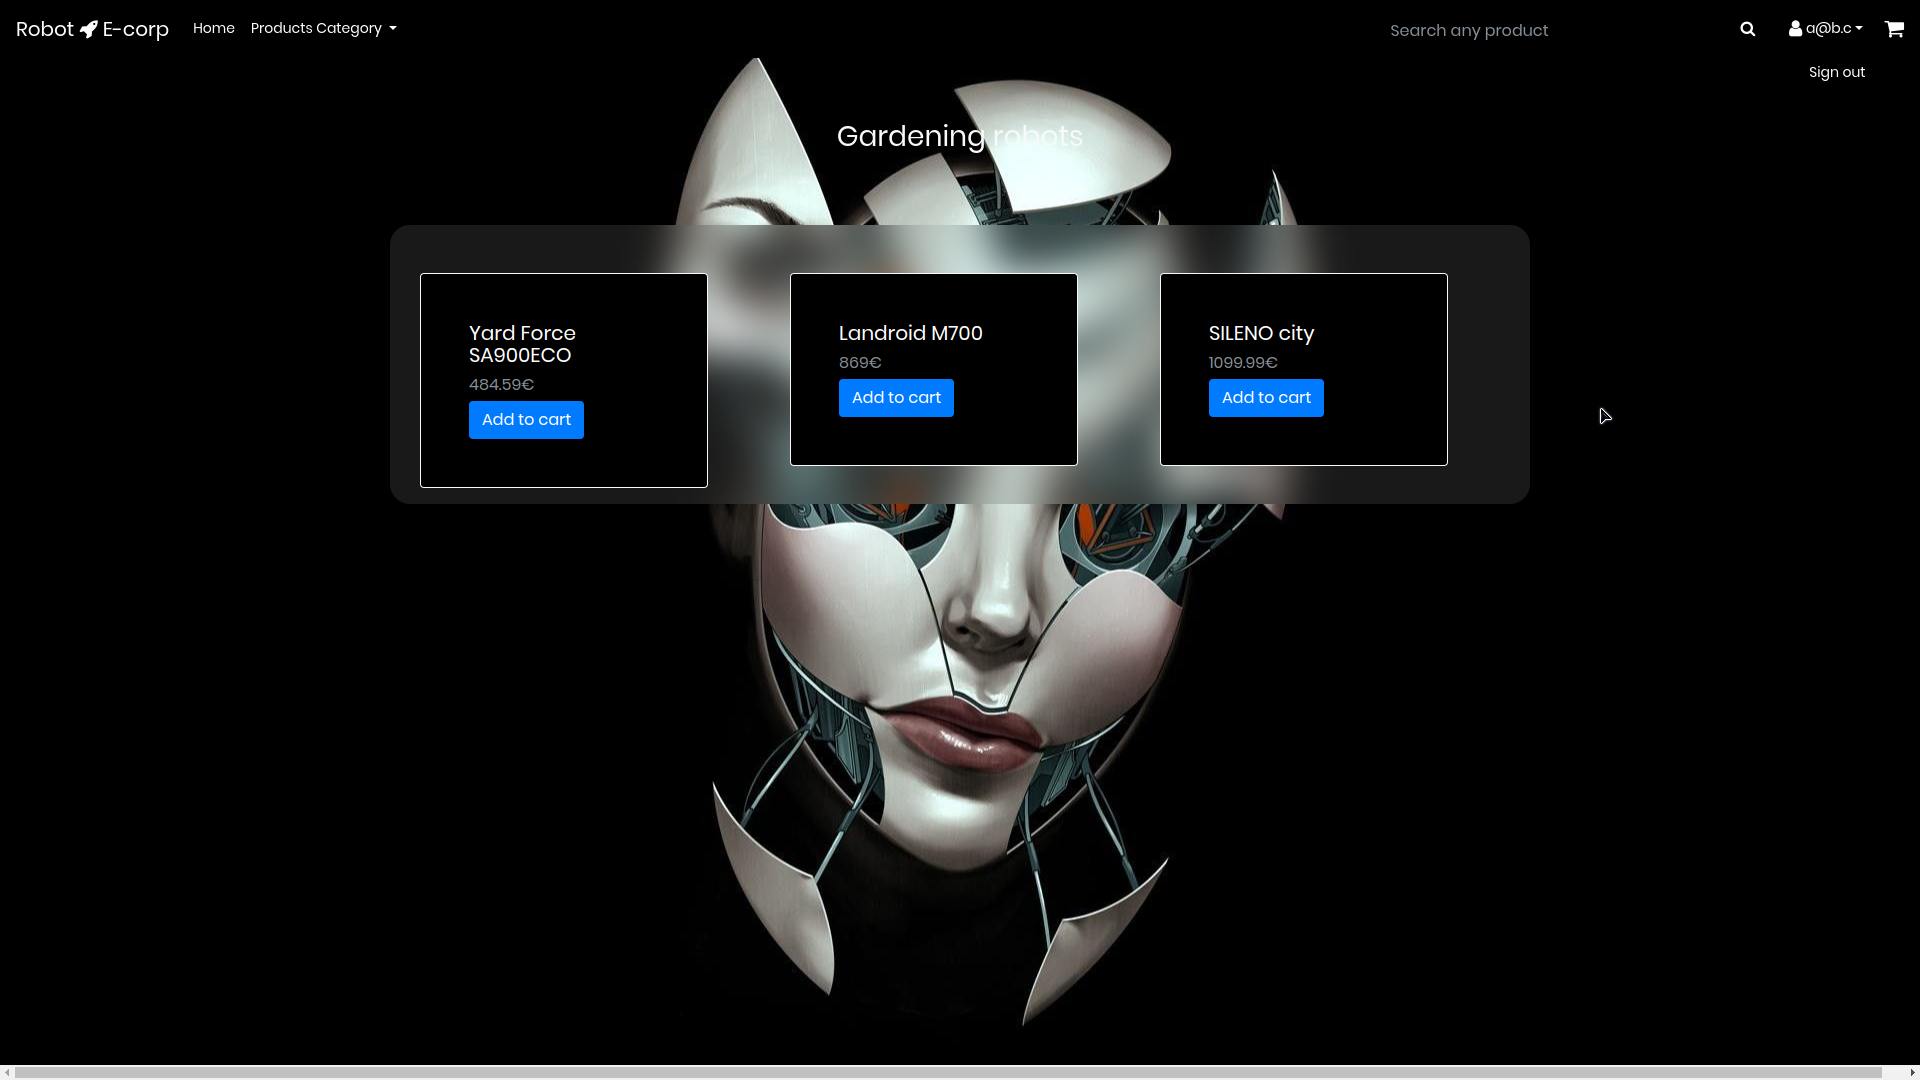 Robot E-corp Home Products Category Search any product a@b.c
Sign out
Gardening robots
Yard Force
SA900ECO
484.59€
Add to cart
Landroid M700
869€
Add to cart
SILENO city
1099.99€
Add to cart